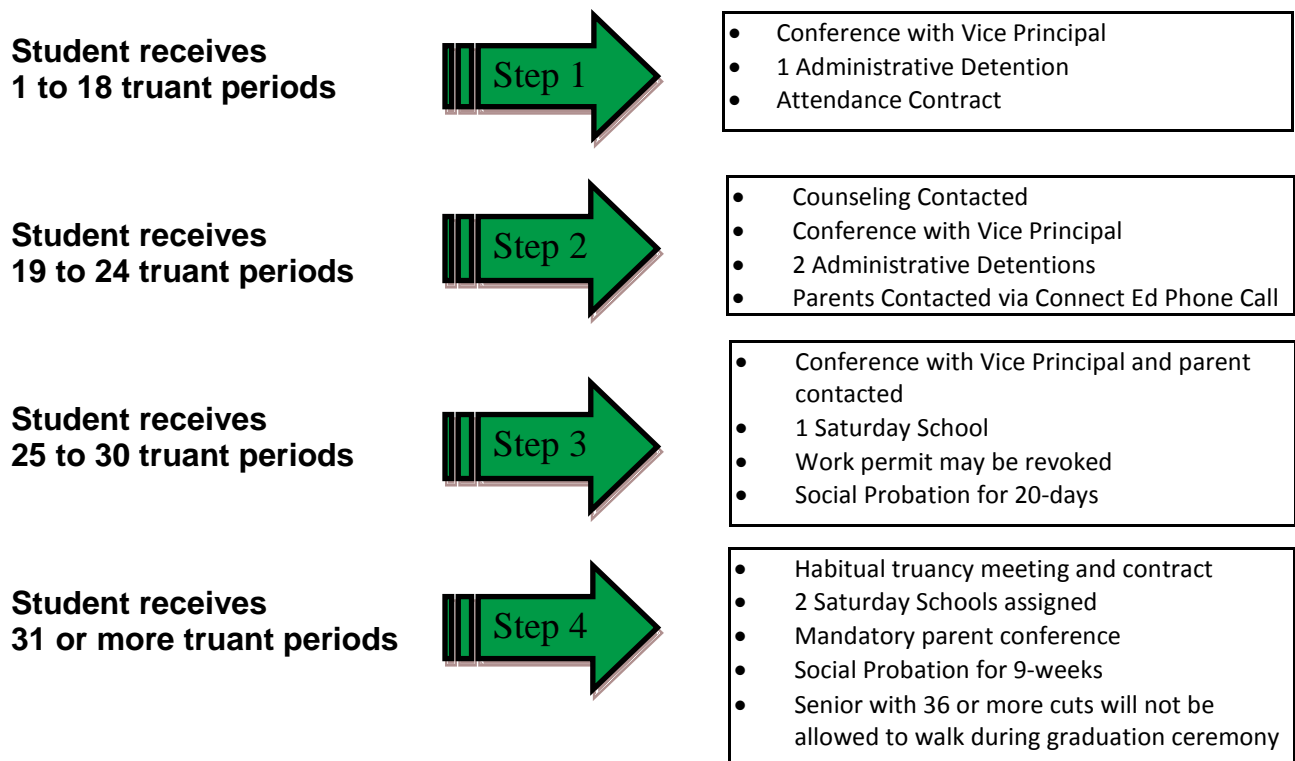 Student receives
1 to 18 truant periods
Step 1
• Conference with Vice Principal
• 1 Administrative Detention
• Attendance Contract
Student receives
19 to 24 truant periods
Step 2
• Counseling Contacted
• Conference with Vice Principal
• 2 Administrative Detentions
• Parents Contacted via Connect Ed Phone Call
Student receives
25 to 30 truant periods
Step 3
• Conference with Vice Principal and parent
contacted
• 1 Saturday School
• Work permit may be revoked
• Social Probation for 20-days
Student receives
31 or more truant periods
Step 4
• Habitual truancy meeting and contract
• 2 Saturday Schools assigned
• Mandatory parent conference
• Social Probation for 9-weeks
• Senior with 36 or more cuts will not be
allowed to walk during graduation ceremony